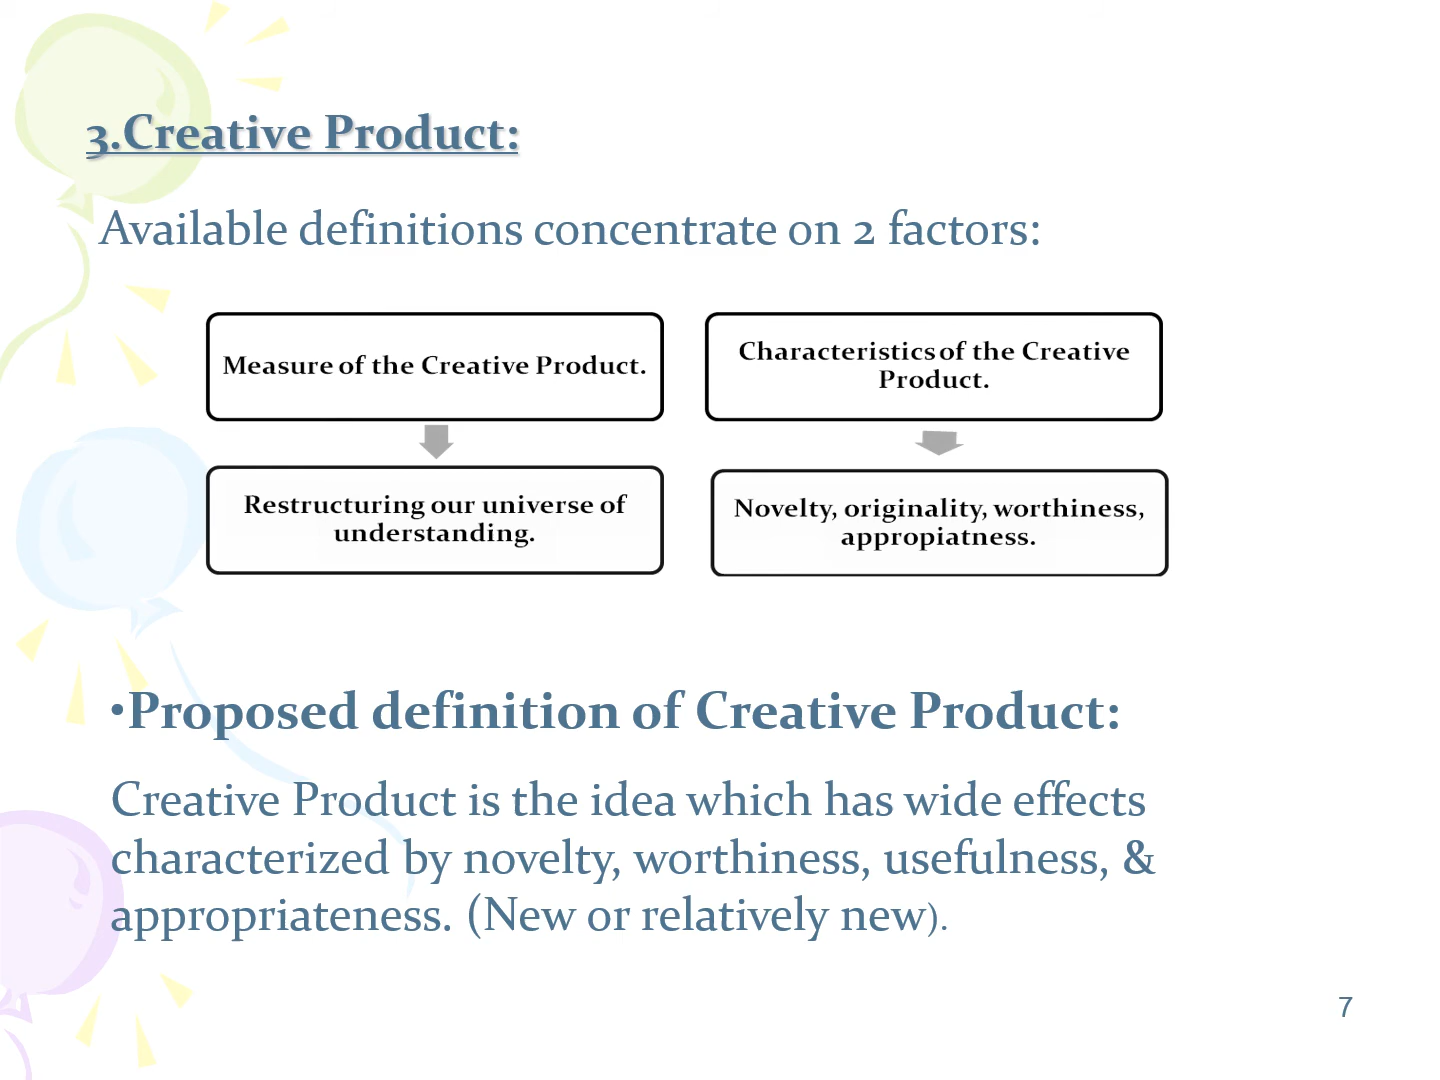 3.Creative Product:
Available definitions concentrate on 2 factors:
Measure of the Creative Product.
Restructuring our universe of
understanding.
Characteristics of the Creative
Product.
Novelty, originality, worthiness,
appropiatness.
•Proposed definition of Creative Product:
Creative Product is the idea which has wide effects
characterized by novelty, worthiness, usefulness, &
appropriateness. (New or relatively new).
7